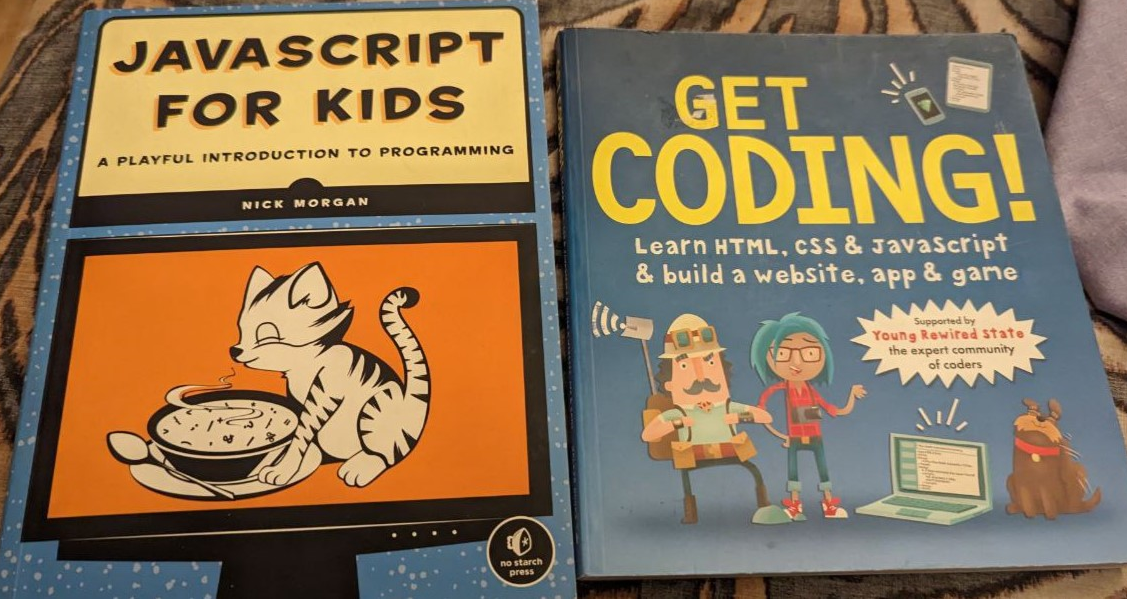 JAVASCRIPT
FOR KIDS
A PLAYFUL INTRODUCTION TO PROGRAMMING
NICK MORGAN
no starch
press
GET
CODING!
Learn HTML, CSS & JavaScript
& build a website, app & game
Supported by
Young Rewired State
the expert community
of coders